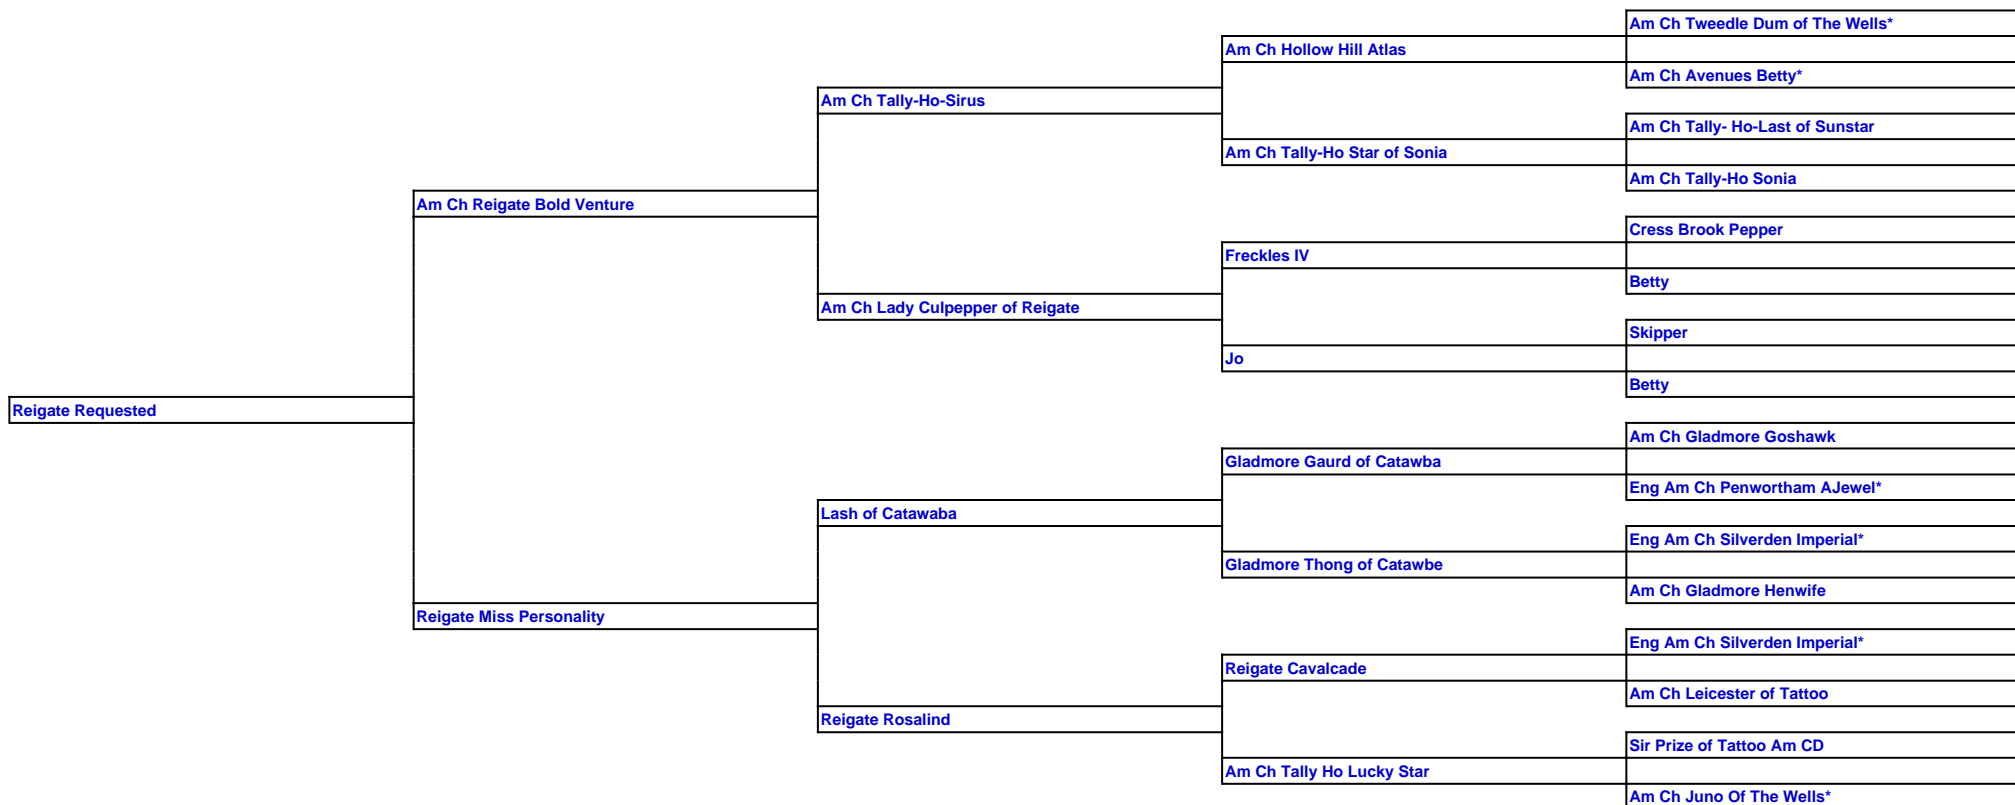 Am Ch Tweedle Dum of The Wells*
Am Ch Hollow Hill Atlas
Am Ch Avenues Betty*
Am Ch Tally-Ho-Sirus
Am Ch Tally- Ho-Last of Sunstar
Am Ch Tally-Ho Star of Sonia
Am Ch Tally-Ho Sonia
Am Ch Reigate Bold Venture
Cress Brook Pepper
Freckles IV
Betty
Am Ch Lady Culpepper of Reigate
Skipper
Jo
Betty
Reigate Requested
Am Ch Gladmore Goshawk
Gladmore Gaurd of Catawba
Eng Am Ch Penwortham AJewel*
Lash of Catawaba
Eng Am Ch Silverden Imperial*
Gladmore Thong of Catawbe
Am Ch Gladmore Henwife
Reigate Miss Personality
Eng Am Ch Silverden Imperial*
Reigate Cavalcade
Am Ch Leicester of Tattoo
Reigate Rosalind
Sir Prize of Tattoo Am CD
Am Ch Tally Ho Lucky Star
Am Ch Juno Of The Wells*